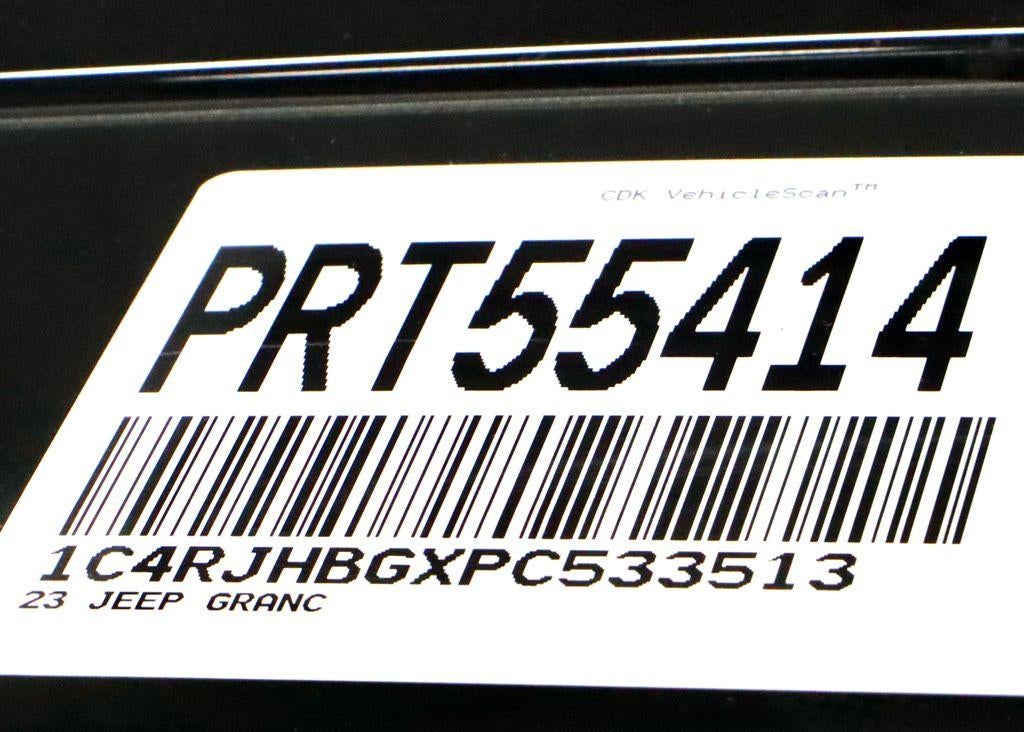 CDK VehicleScan™
PRT55414
1C4RJHBGXPC533513
23 JEEP GRANC